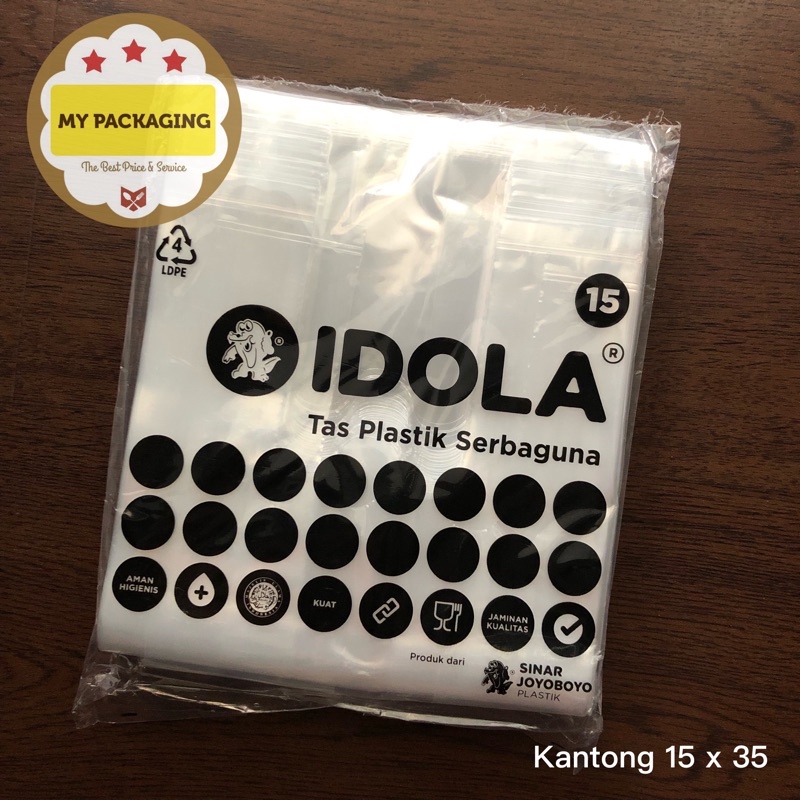 MY PACKAGING
The Best Price & Service
4
LDPE
15
IDOLA®
Tas Plastik Serbaguna
AMAN
HIGIENIS
KUAT
JAMINAN
KUALITAS
Produk dari
SINAR
JOYOBOYO
PLASTIK
Kantong 15 x 35